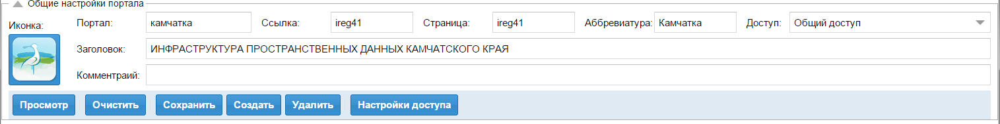 Общие настройки портала
Иконка: Портал: камчатка Ссылка: ireg41 Страница: ireg41 Аббревиатура: Камчатка Доступ: Общий доступ
Заголовок: ИНФРАСТРУКТУРА ПРОСТРАНСТВЕННЫХ ДАННЫХ КАМЧАТСКОГО КРАЯ
Комментраий:
Просмотр Очистить Сохранить Создать Удалить Настройки доступа